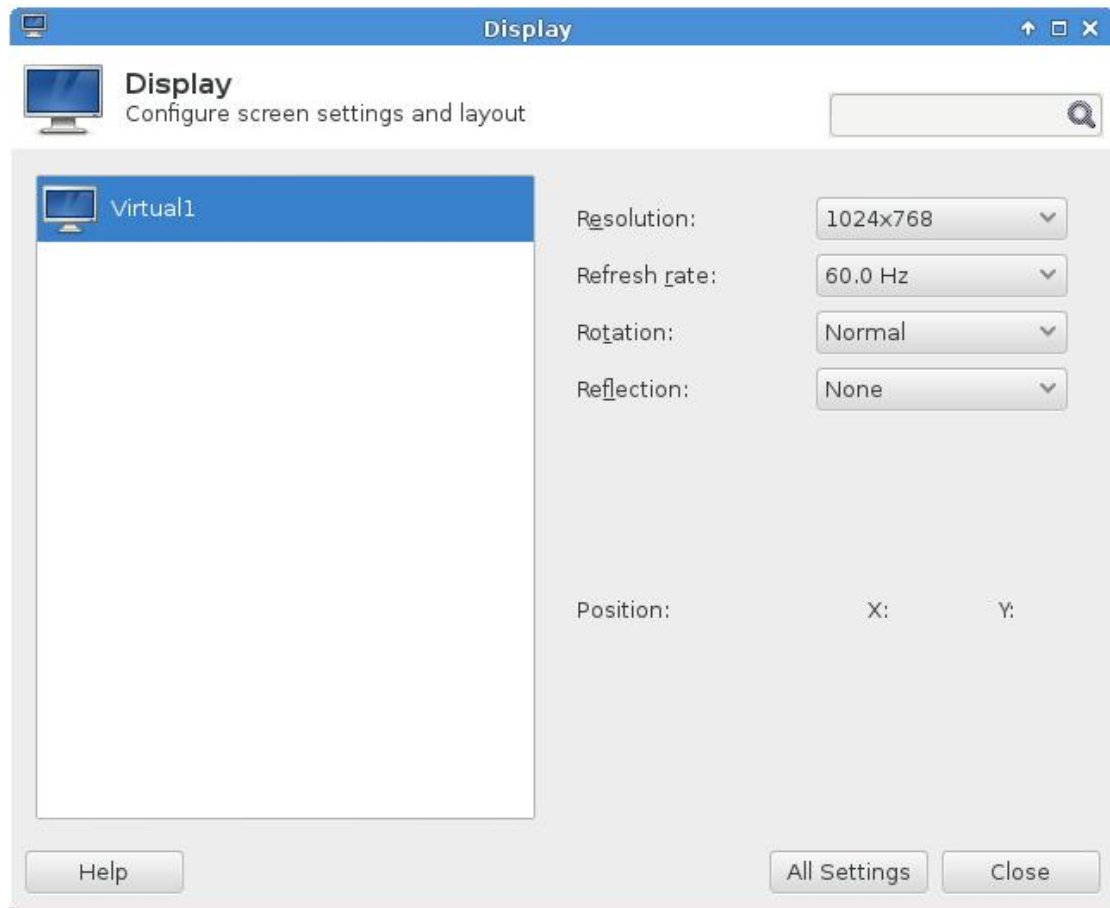 Display
Display
Configure screen settings and layout
Virtual1
Resolution: 1024x768
Refresh rate: 60.0 Hz
Rotation: Normal
Reflection: None
Position: X: Y:
Help All Settings Close